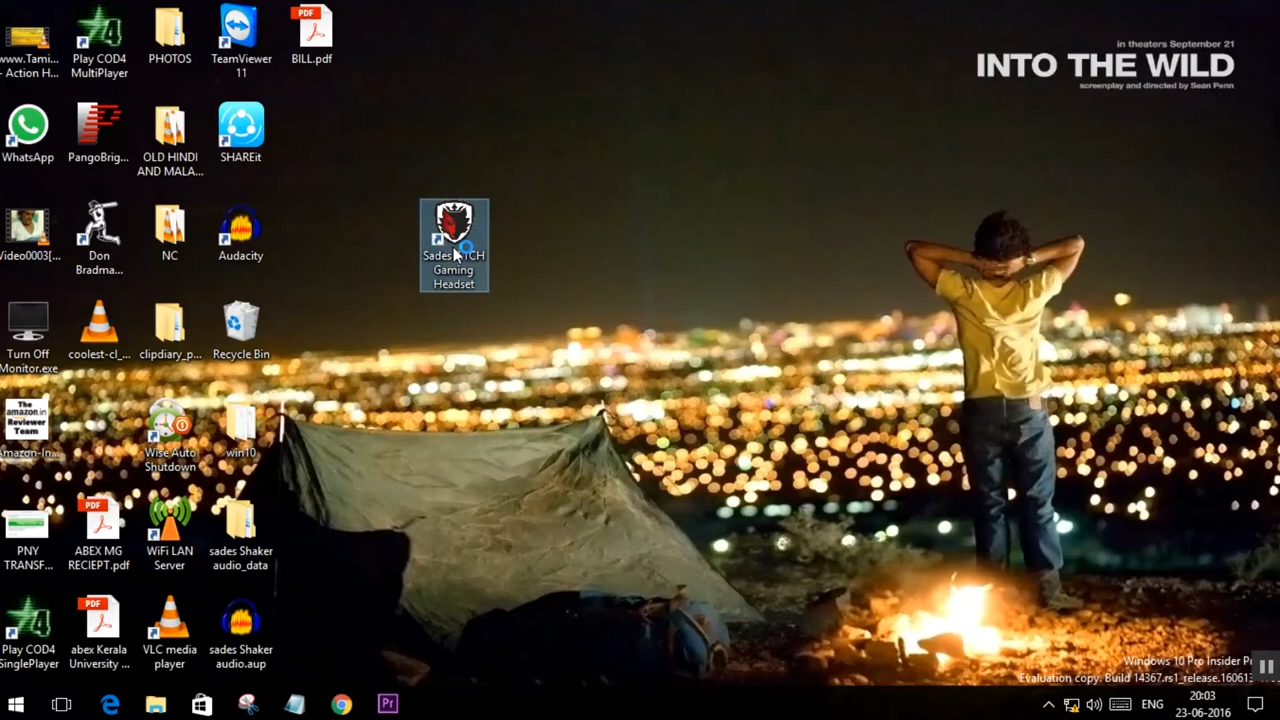 in theaters September 21
INTO THE WILD
screenplay and directed by Sean Penn
www.Tami...
- Action H...
Play COD4
MultiPlayer
PHOTOS
TeamViewer
11
PDF
BILL.pdf
WhatsApp
PangoBrig...
OLD HINDI
AND MALA...
SHAREit
Video0003[...
Don
Bradma...
NC
Audacity
Sades
Gaming
Headset
Turn Off
Monitor.exe
coolest-cl_...
clipdiary_p...
Recycle Bin
The
amazon.in
Reviewer
Team
Amazon-In...
Wise Auto
Shutdown
win10
PNY
TRANSF...
PDF
ABEX MG
RECIEPT.pdf
WiFi LAN
Server
sades Shaker
audio_data
Play COD4
SinglePlayer
PDF
abex Kerala
University ...
VLC media
player
sades Shaker
audio.aup
Windows 10 Pro Insider
Evaluation copy. Build 14367.rs1_release.16061
Pr
ENG
20:03
23-06-2016